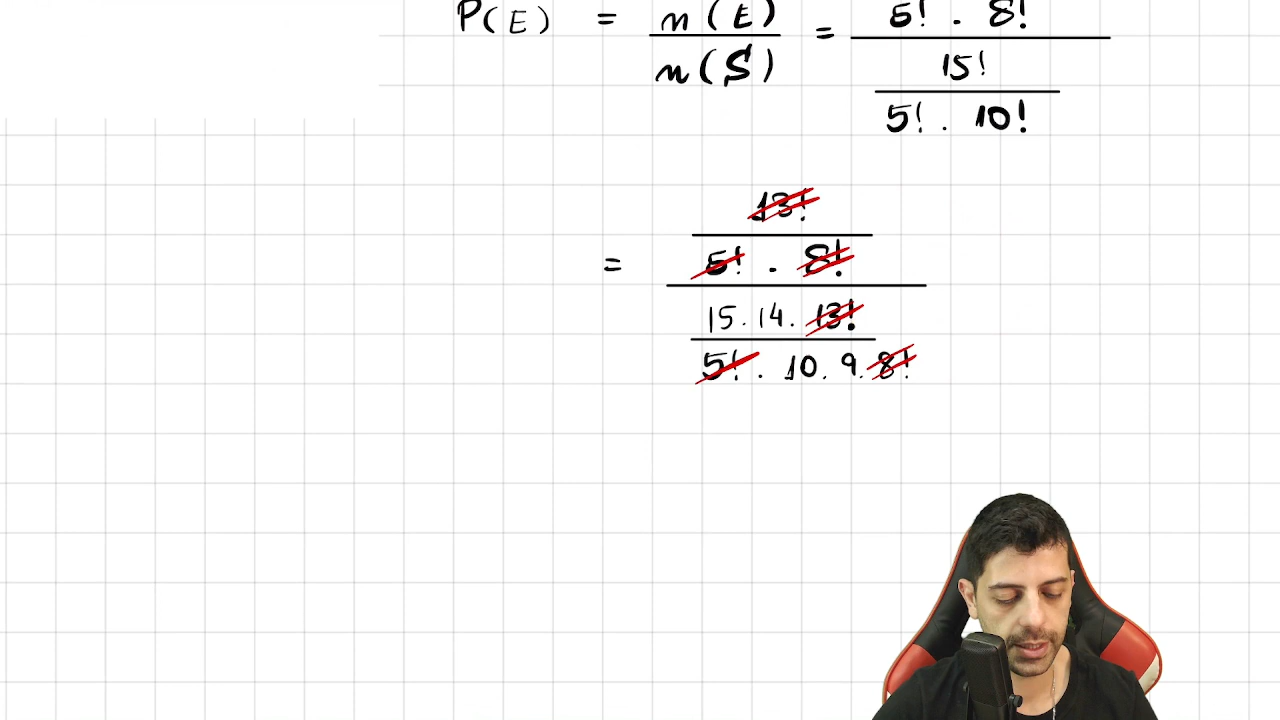 P(E) = n(E) = 5! . 8!
n(S) 15!
5! . 10!
13!
= 5! . 8!
15.14.13!
5! . 10.9.8!